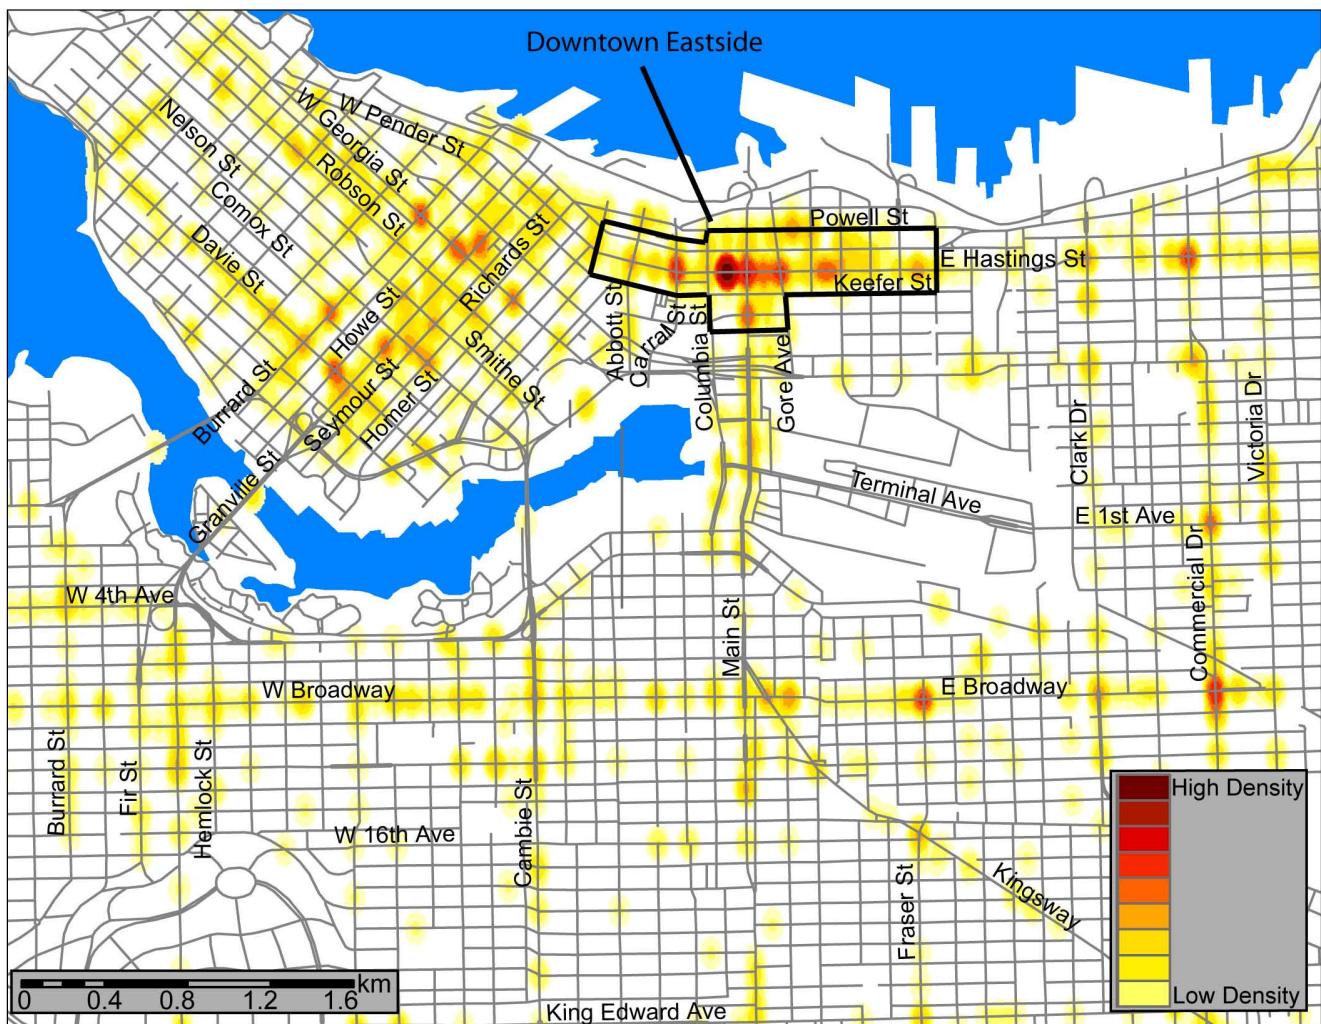 Downtown Eastside
W Pender St
W Georgia St
Robson St
Nelson St
Comox St
Davie St
Richards St
Howe St
Smithe St
Seymour St
Homer St
Burrard St
Granville St
Powell St
E Hastings St
Keefer St
Abbott St
Carrall St
Columbia St
Gore Ave
Clark Dr
Victoria Dr
Terminal Ave
E 1st Ave
Commercial Dr
W 4th Ave
Main St
W Broadway
E Broadway
Burrard St
Fir St
Hemlock St
W 16th Ave
Cambie St
Fraser St
Kingsway
King Edward Ave
High Density
Low Density
0 0.4 0.8 1.2 1.6 km